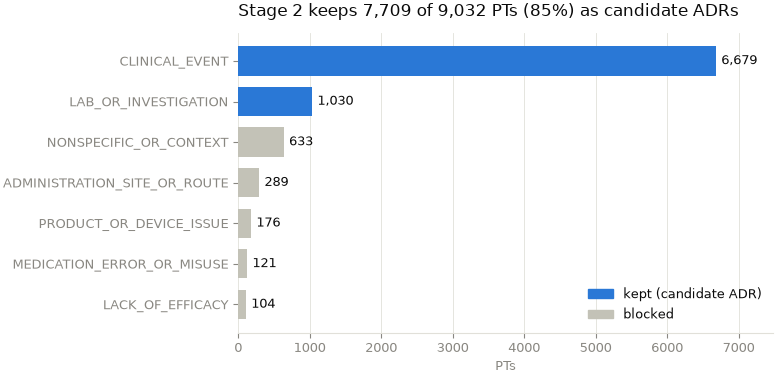 Stage 2 keeps 7,709 of 9,032 PTs (85%) as candidate ADRs
CLINICAL_EVENT 6,679
LAB_OR_INVESTIGATION 1,030
NONSPECIFIC_OR_CONTEXT 633
ADMINISTRATION_SITE_OR_ROUTE 289
PRODUCT_OR_DEVICE_ISSUE 176
MEDICATION_ERROR_OR_MISUSE 121
LACK_OF_EFFICACY 104
kept (candidate ADR)
blocked
0 1000 2000 3000 4000 5000 6000 7000
PTs